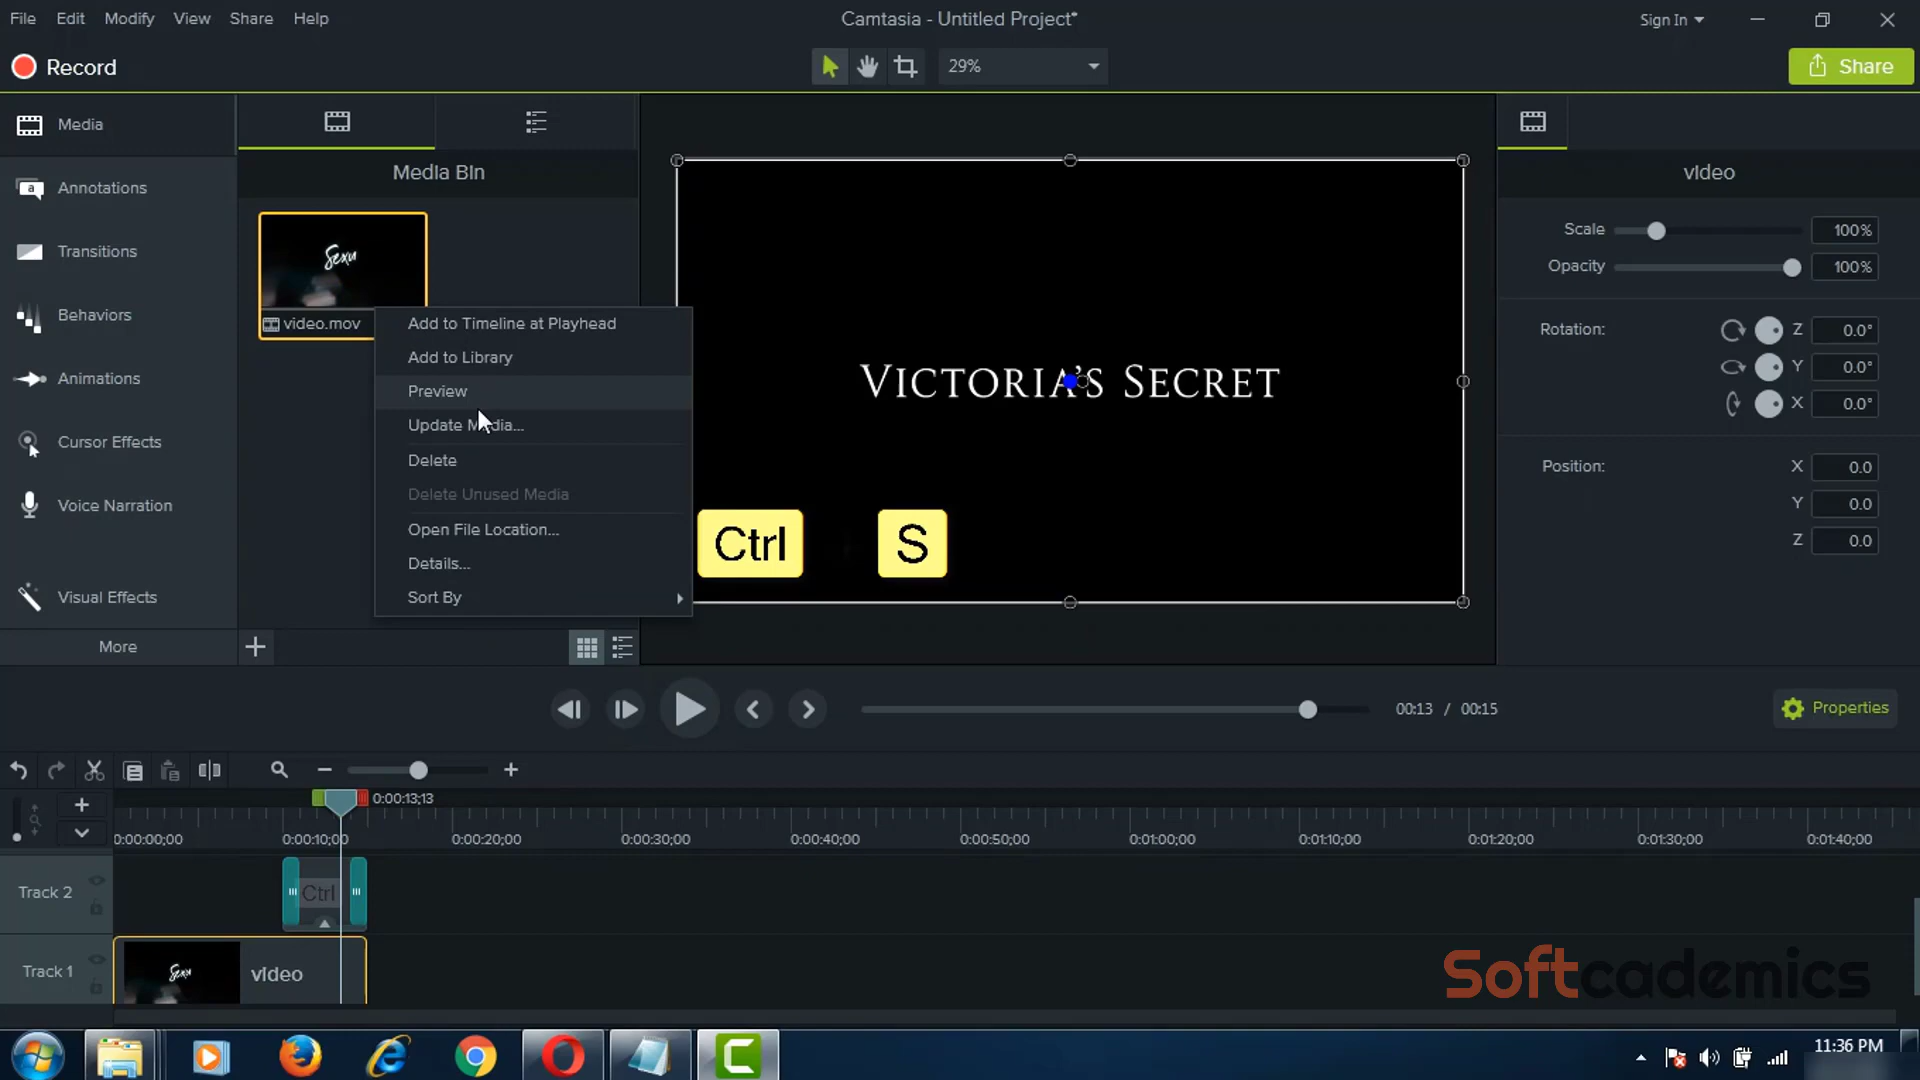 File Edit Modify View Share Help
Camtasia - Untitled Project*
Sign In
Record
29%
Share
Media
Annotations
Transitions
Behaviors
Animations
Cursor Effects
Voice Narration
Visual Effects
More
Media Bin
Sexy
video.mov
Add to Timeline at Playhead
Add to Library
Preview
Update Media...
Delete
Delete Unused Media
Open File Location...
Details...
Sort By
VICTORIA'S SECRET
Ctrl S
video
Scale 100%
Opacity 100%
Rotation: Z 0.0°
Y 0.0°
X 0.0°
Position: X 0.0
Y 0.0
Z 0.0
00:13 / 00:15
Properties
0:00:13;13
0:00:00;00 0:00:10;00 0:00:20;00 0:00:30;00 0:00:40;00 0:00:50;00 0:01:00;00 0:01:10;00 0:01:20;00 0:01:30;00 0:01:40;00
Track 2
Ctrl
Track 1
Sexy
video
Softcademics
11:36 PM